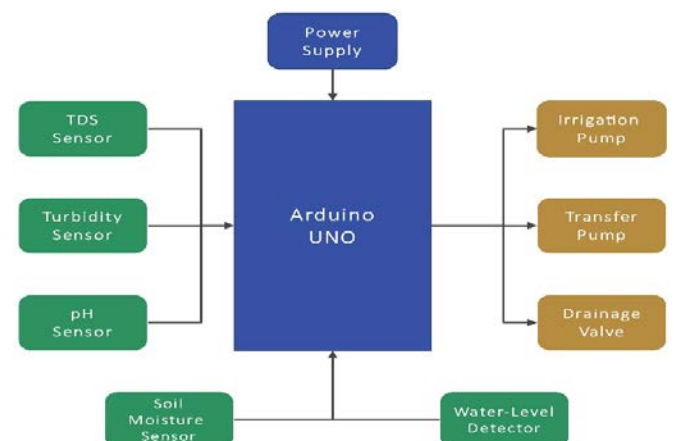 Power
Supply
TDS
Sensor
Turbidity
Sensor
pH
Sensor
Arduino
UNO
Irrigation
Pump
Transfer
Pump
Drainage
Valve
Soil
Moisture
Sensor
Water-Level
Detector